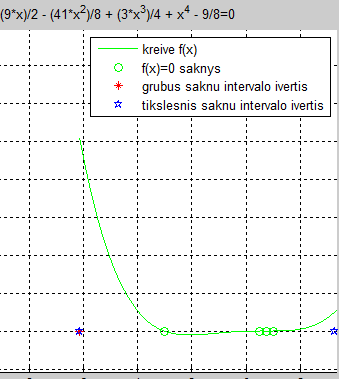 (9*x)/2 - (41*x^2)/8 + (3*x^3)/4 + x^4 - 9/8=0
kreive f(x)
f(x)=0 saknys
grubus saknu intervalo ivertis
tikslesnis saknu intervalo ivertis